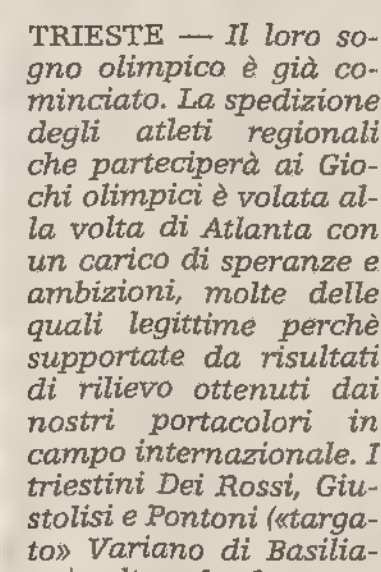 TRIESTE — Il loro so-
gno olimpico è già co-
minciato. La spedizione
degli atleti regionali
che parteciperà ai Gio-
chi olimpici è volata al-
la volta di Atlanta con
un carico di speranze e
ambizioni, molte delle
quali legittime perchè
supportate da risultati
di rilievo ottenuti dai
nostri portacolori in
campo internazionale. I
triestini Dei Rossi, Giu-
stolisi e Pontoni («targa-
to» Variano di Basilia-